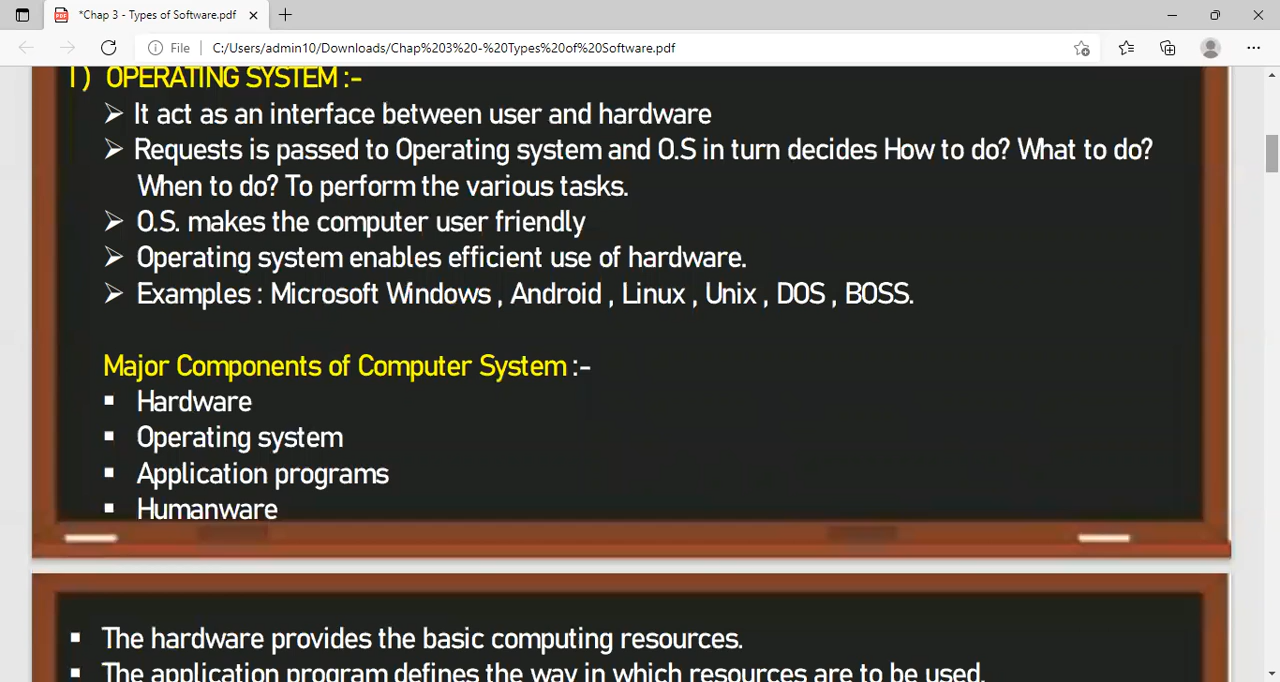 *Chap 3 - Types of Software.pdf
File
C:/Users/admin10/Downloads/Chap%203%20-%20Types%20of%20Software.pdf
I ) OPERATING SYSTEM :-
➢ It act as an interface between user and hardware
➢ Requests is passed to Operating system and O.S in turn decides How to do? What to do?
When to do? To perform the various tasks.
➢ O.S. makes the computer user friendly
➢ Operating system enables efficient use of hardware.
➢ Examples : Microsoft Windows , Android , Linux , Unix , DOS , BOSS.
Major Components of Computer System :-
▪ Hardware
▪ Operating system
▪ Application programs
▪ Humanware
▪ The hardware provides the basic computing resources.
▪ The application program defines the way in which resources are to be used.